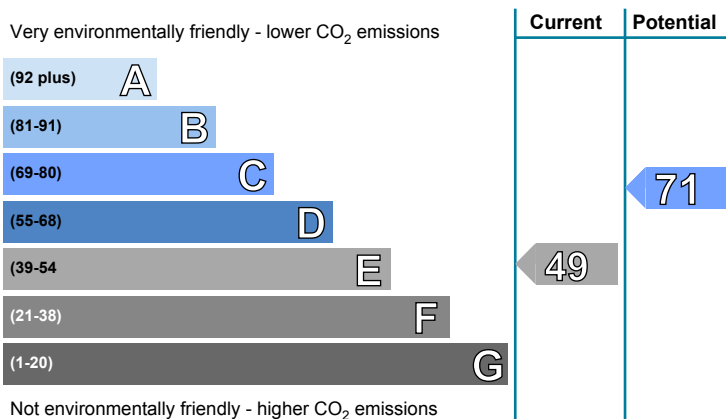 Very environmentally friendly - lower CO2 emissions
Current
Potential
(92 plus) A
(81-91) B
(69-80) C
71
(55-68) D
(39-54 E
49
(21-38) F
(1-20) G
Not environmentally friendly - higher CO2 emissions